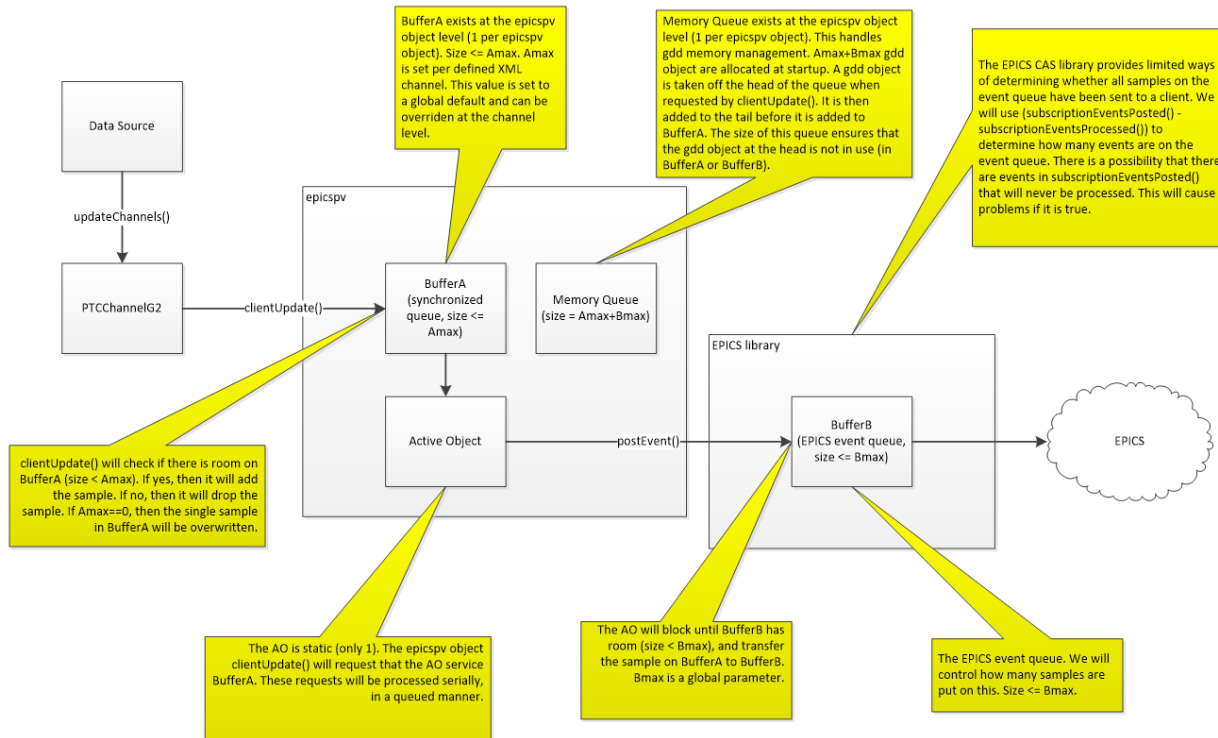 BufferA exists at the epicspv
object level (1 per epicspv
object). Size <= Amax. Amax
is set per defined XML
channel. This value is set to
a global default and can be
overriden at the channel
level.
Memory Queue exists at the epicspv object
level (1 per epicspv object). This handles
gdd memory management. Amax+Bmax gdd
object are allocated at startup. A gdd object
is taken off the head of the queue when
requested by clientUpdate(). It is then
added to the tail before it is added to
BufferA. The size of this queue ensures that
the gdd object at the head is not in use (in
BufferA or BufferB).
The EPICS CAS library provides limited ways
of determining whether all samples on the
event queue have been sent to a client. We
will use (subscriptionEventsPosted() -
subscriptionEventsProcessed()) to
determine how many events are on the
event queue. There is a possibility that there
are events in subscriptionEventsPosted()
that will never be processed. This will cause
problems if it is true.
Data Source
updateChannels()
PTCChannelG2
clientUpdate()
epicspv
BufferA
(synchronized
queue, size <=
Amax)
Memory Queue
(size = Amax+Bmax)
Active Object
postEvent()
EPICS library
BufferB
(EPICS event queue,
size <= Bmax)
EPICS
clientUpdate() will check if there is room on
BufferA (size < Amax). If yes, then it will add
the sample. If no, then it will drop the
sample. If Amax==0, then the single sample
in BufferA will be overwritten.
The AO is static (only 1). The epicspv object
clientUpdate() will request that the AO service
BufferA. These requests will be processed serially,
in a queued manner.
The AO will block until BufferB has
room (size < Bmax), and transfer
the sample on BufferA to BufferB.
Bmax is a global parameter.
The EPICS event queue. We will
control how many samples are
put on this. Size <= Bmax.